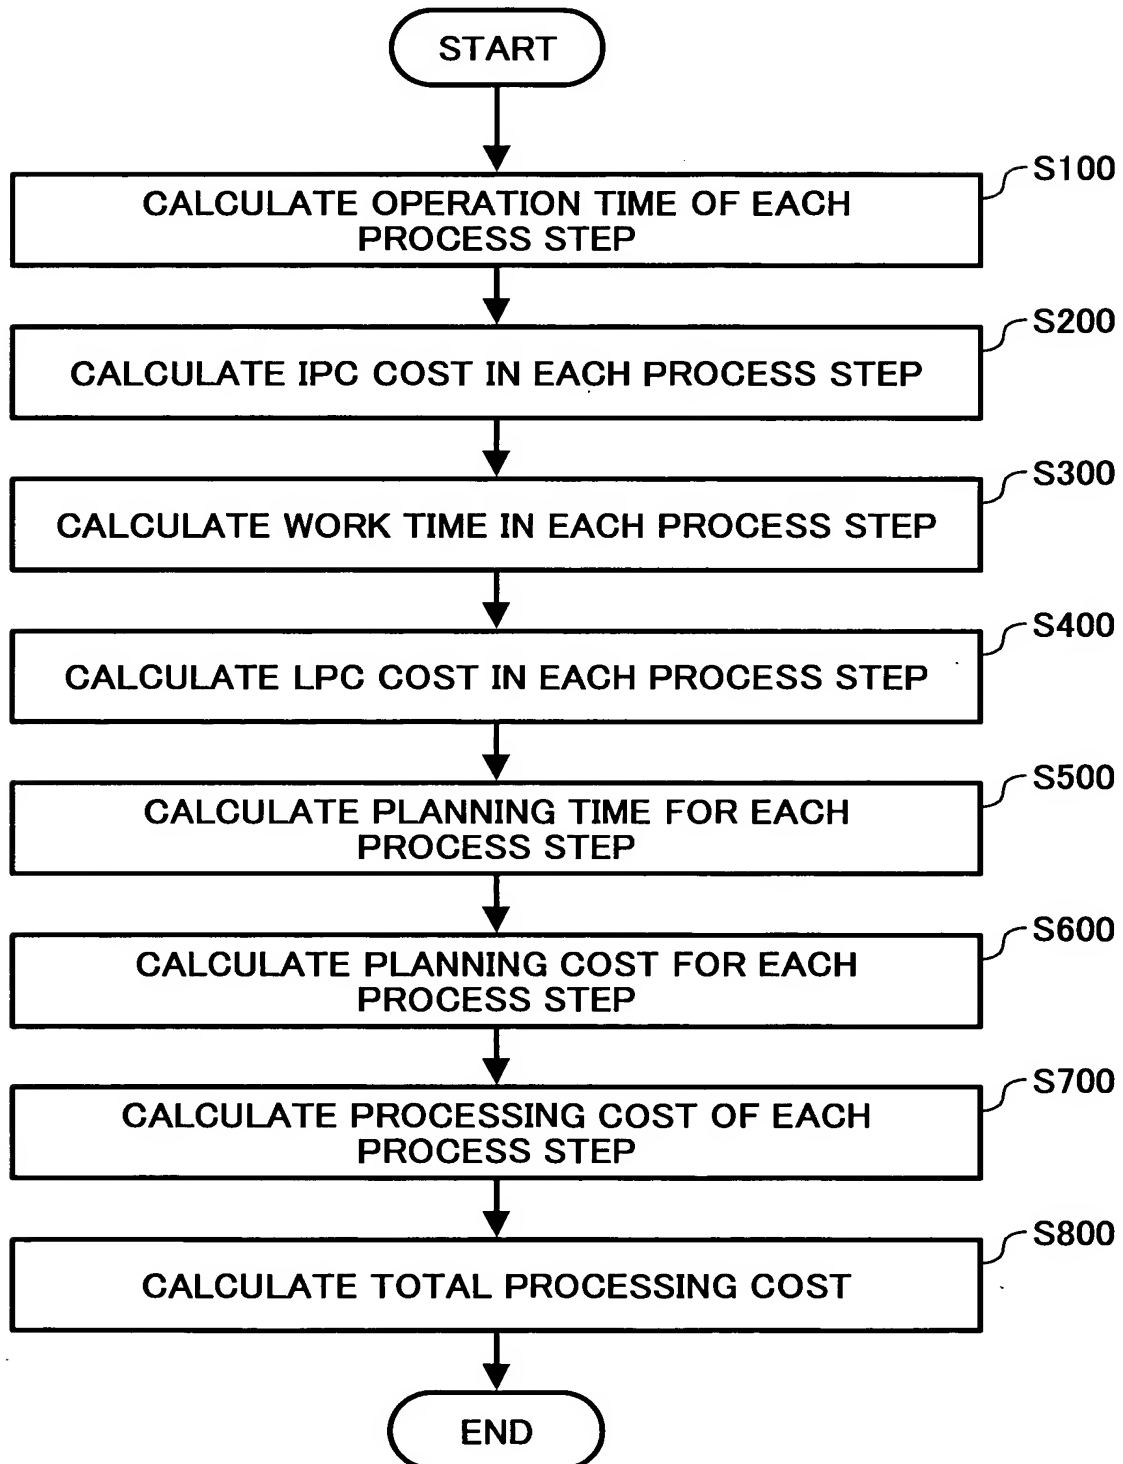 START
S100
CALCULATE OPERATION TIME OF EACH
PROCESS STEP
S200
CALCULATE IPC COST IN EACH PROCESS STEP
S300
CALCULATE WORK TIME IN EACH PROCESS STEP
S400
CALCULATE LPC COST IN EACH PROCESS STEP
S500
CALCULATE PLANNING TIME FOR EACH
PROCESS STEP
S600
CALCULATE PLANNING COST FOR EACH
PROCESS STEP
S700
CALCULATE PROCESSING COST OF EACH
PROCESS STEP
S800
CALCULATE TOTAL PROCESSING COST
END